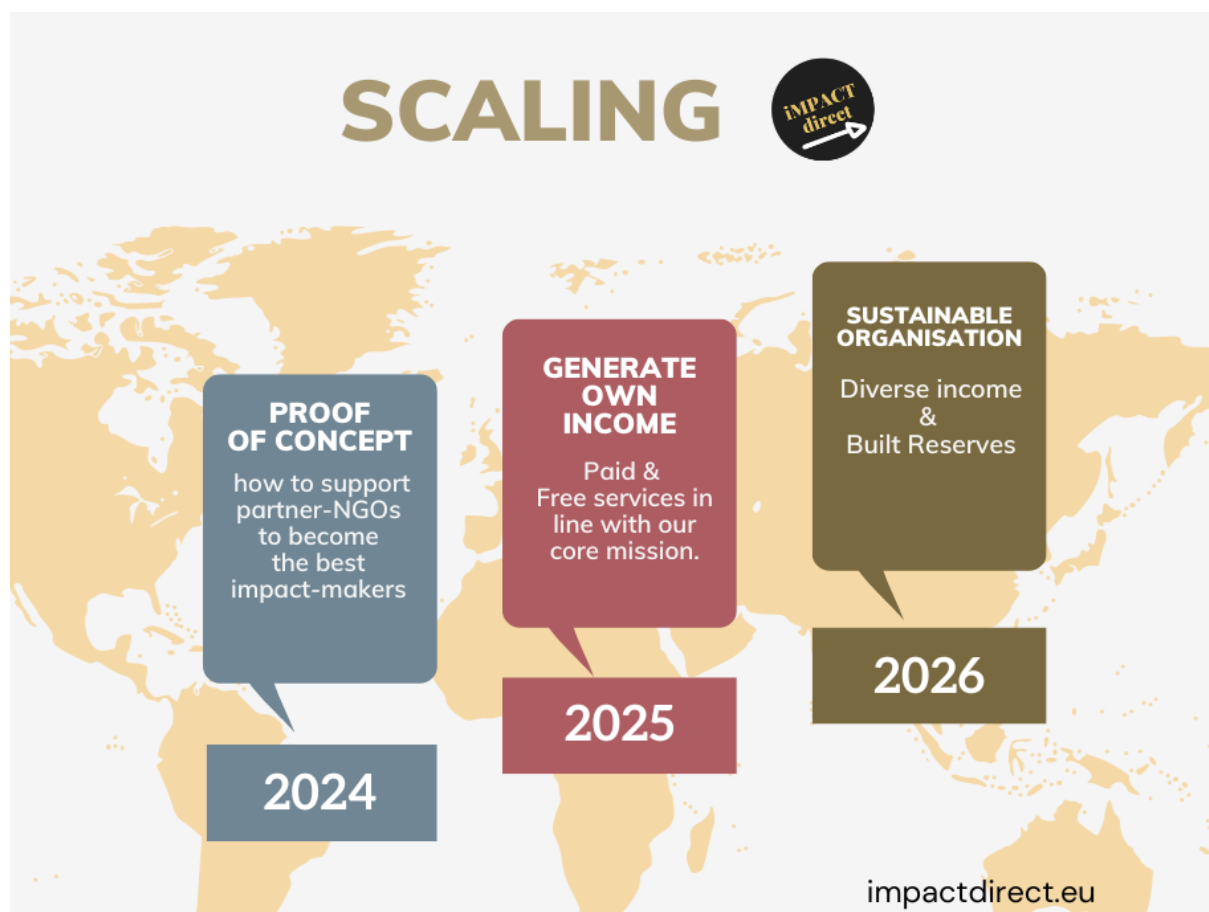 SCALING
iMPACT
direct
PROOF
OF CONCEPT
how to support
partner-NGOs
to become
the best
impact-makers
2024
GENERATE
OWN
INCOME
Paid &
Free services in
line with our
core mission.
2025
SUSTAINABLE
ORGANISATION
Diverse income
&
Built Reserves
2026
impactdirect.eu